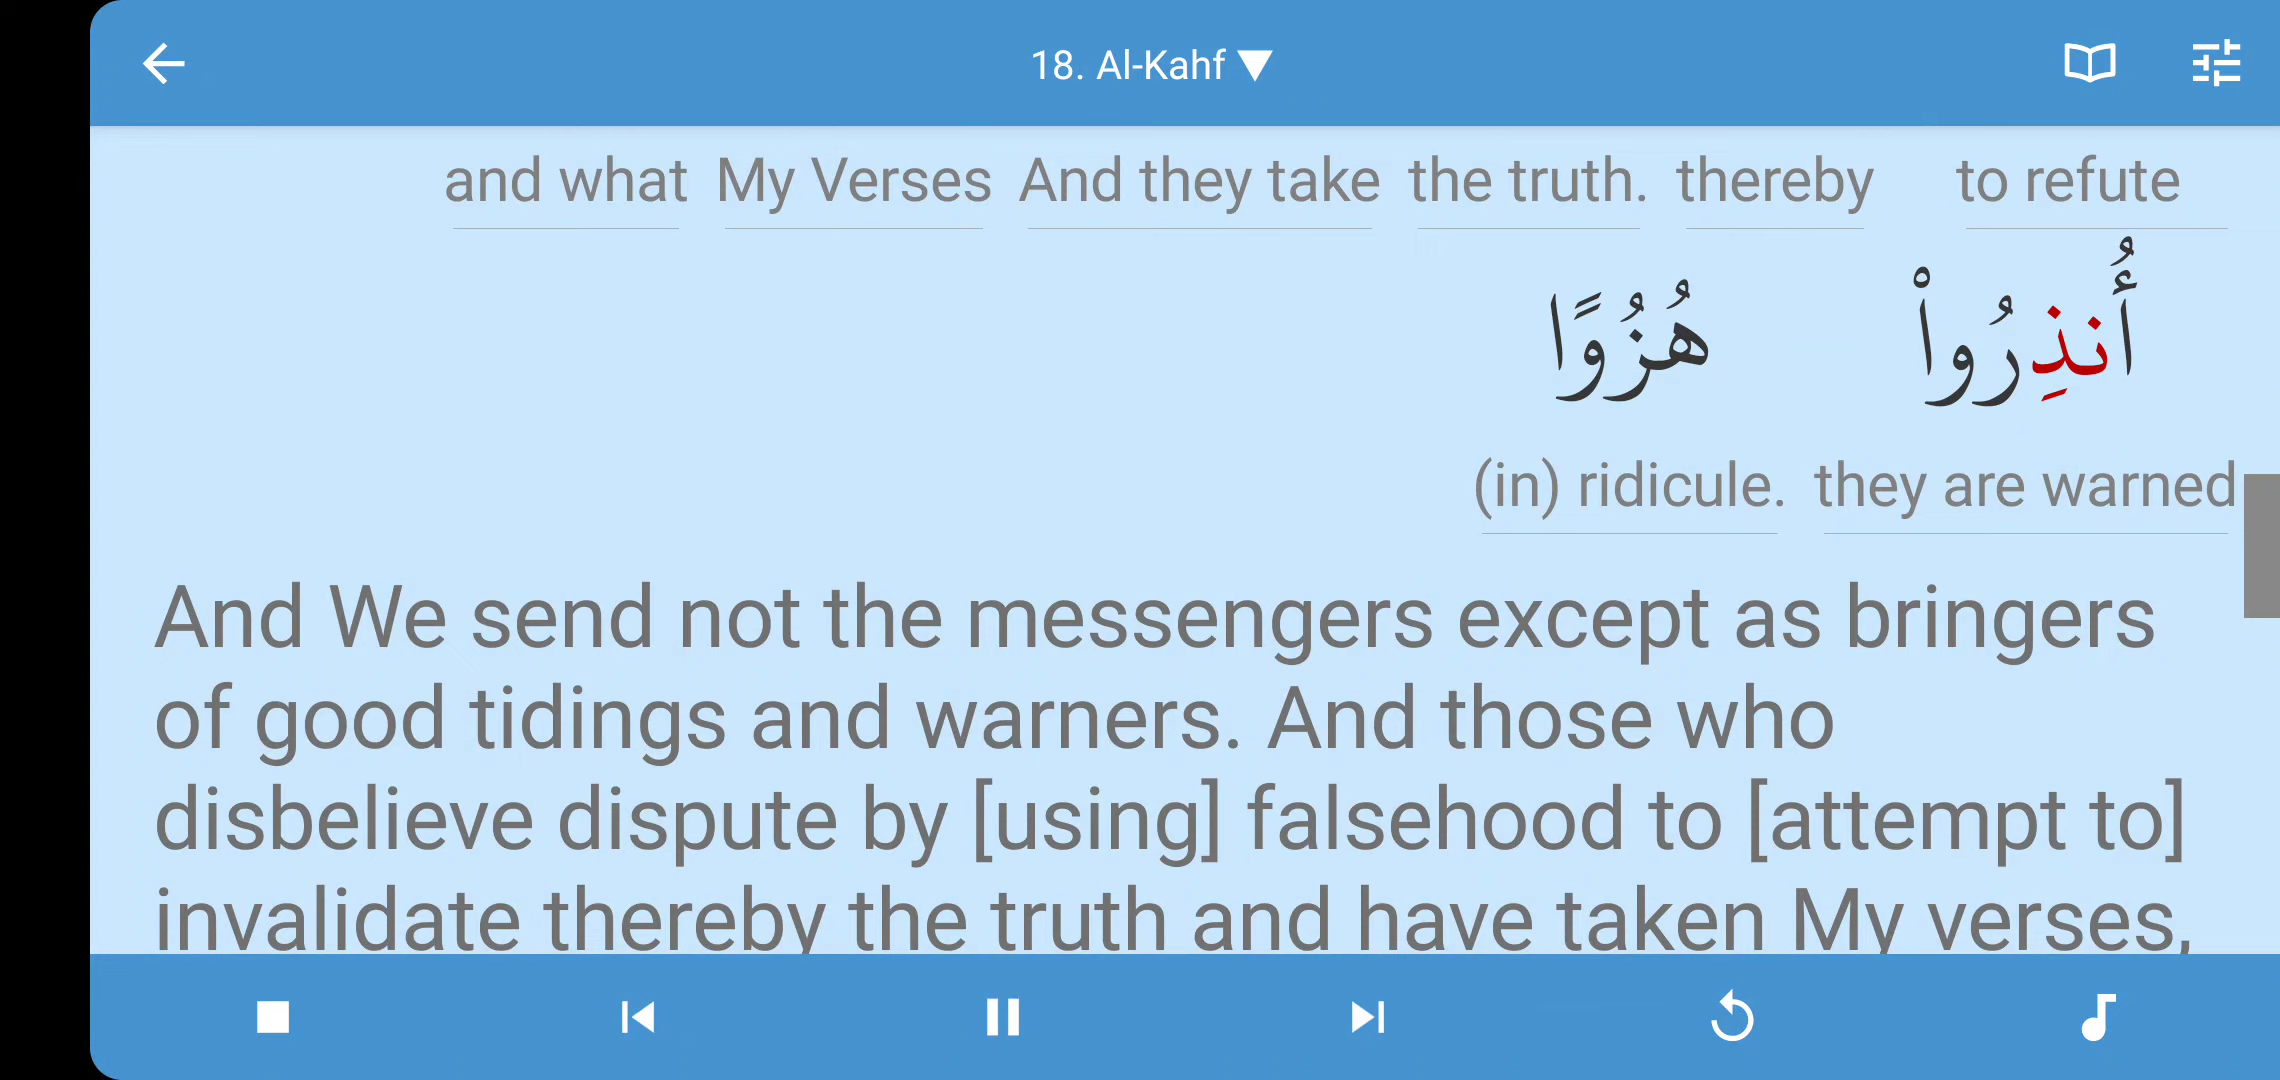 18. Al-Kahf ▼
to refute thereby the truth. And they take My Verses and what
أُنذِرُوا۟ هُزُوًا
they are warned (in) ridicule.
And We send not the messengers except as bringers
of good tidings and warners. And those who
disbelieve dispute by [using] falsehood to [attempt to]
invalidate thereby the truth and have taken My verses,